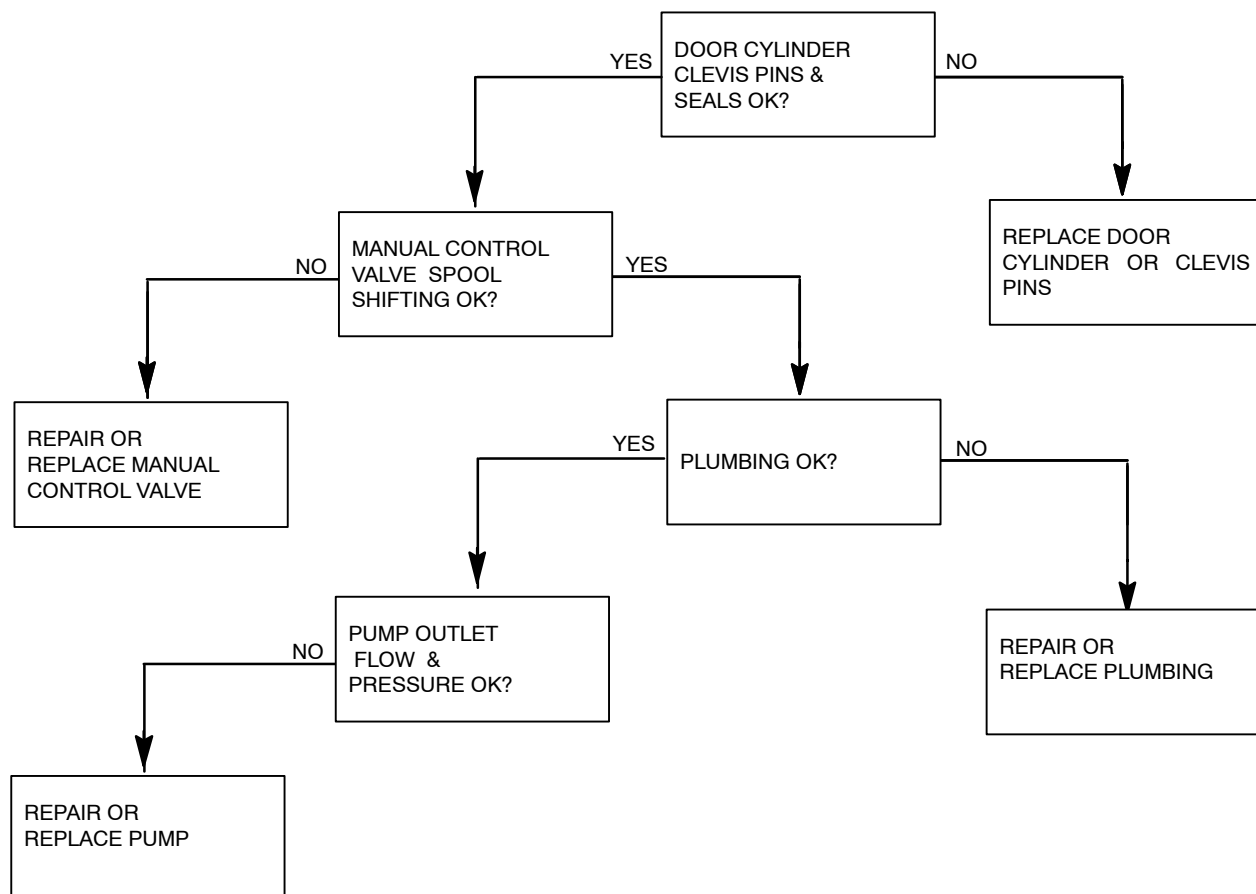 DOOR CYLINDER
CLEVIS PINS &
SEALS OK?
YES
NO
MANUAL CONTROL
VALVE SPOOL
SHIFTING OK?
NO
YES
REPLACE DOOR
CYLINDER OR CLEVIS
PINS
REPAIR OR
REPLACE MANUAL
CONTROL VALVE
PLUMBING OK?
YES
NO
PUMP OUTLET
FLOW &
PRESSURE OK?
NO
REPAIR OR
REPLACE PLUMBING
REPAIR OR
REPLACE PUMP